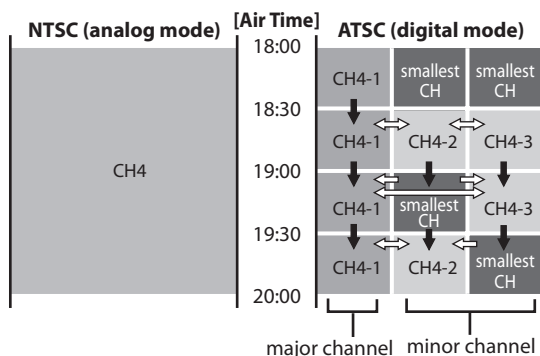 NTSC (analog mode) [Air Time] ATSC (digital mode)
18:00
CH4-1 smallest CH smallest CH
18:30
CH4-1 CH4-2 CH4-3
CH4
19:00
CH4-1 smallest CH CH4-3
19:30
CH4-1 CH4-2 smallest CH
20:00
major channel minor channel